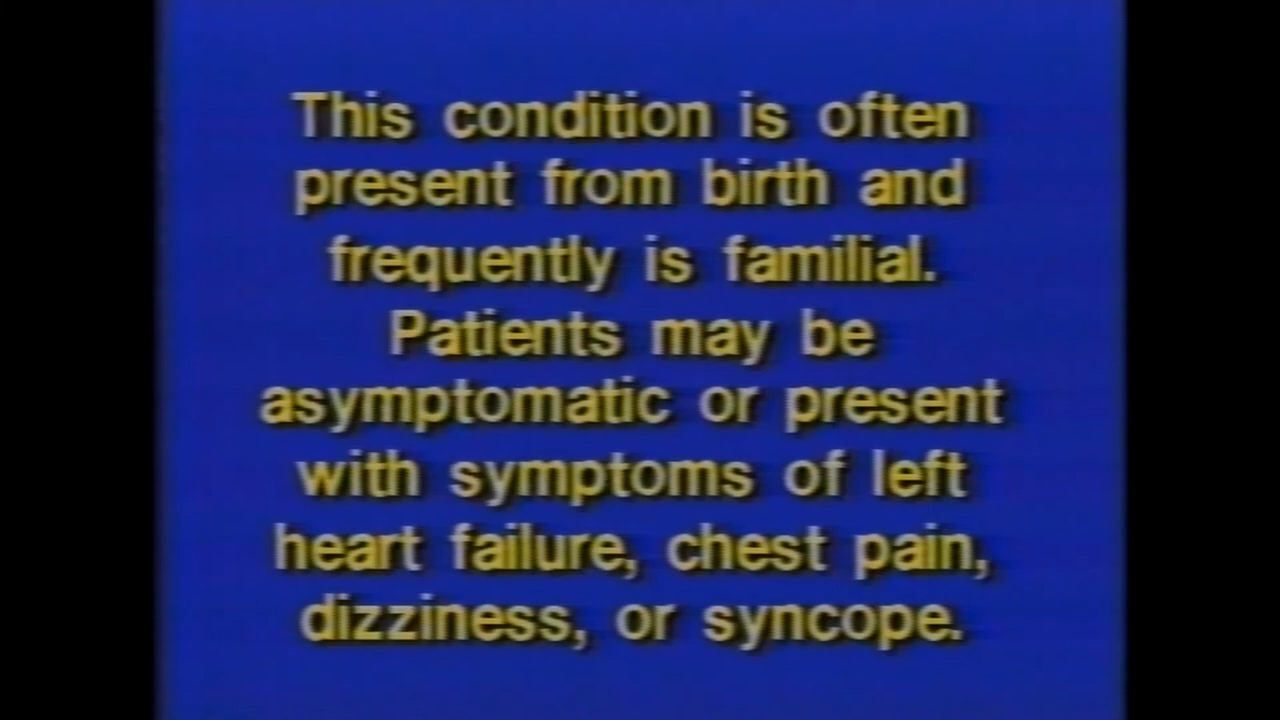 This condition is often
present from birth and
frequently is familial.
Patients may be
asymptomatic or present
with symptoms of left
heart failure, chest pain,
dizziness, or syncope.